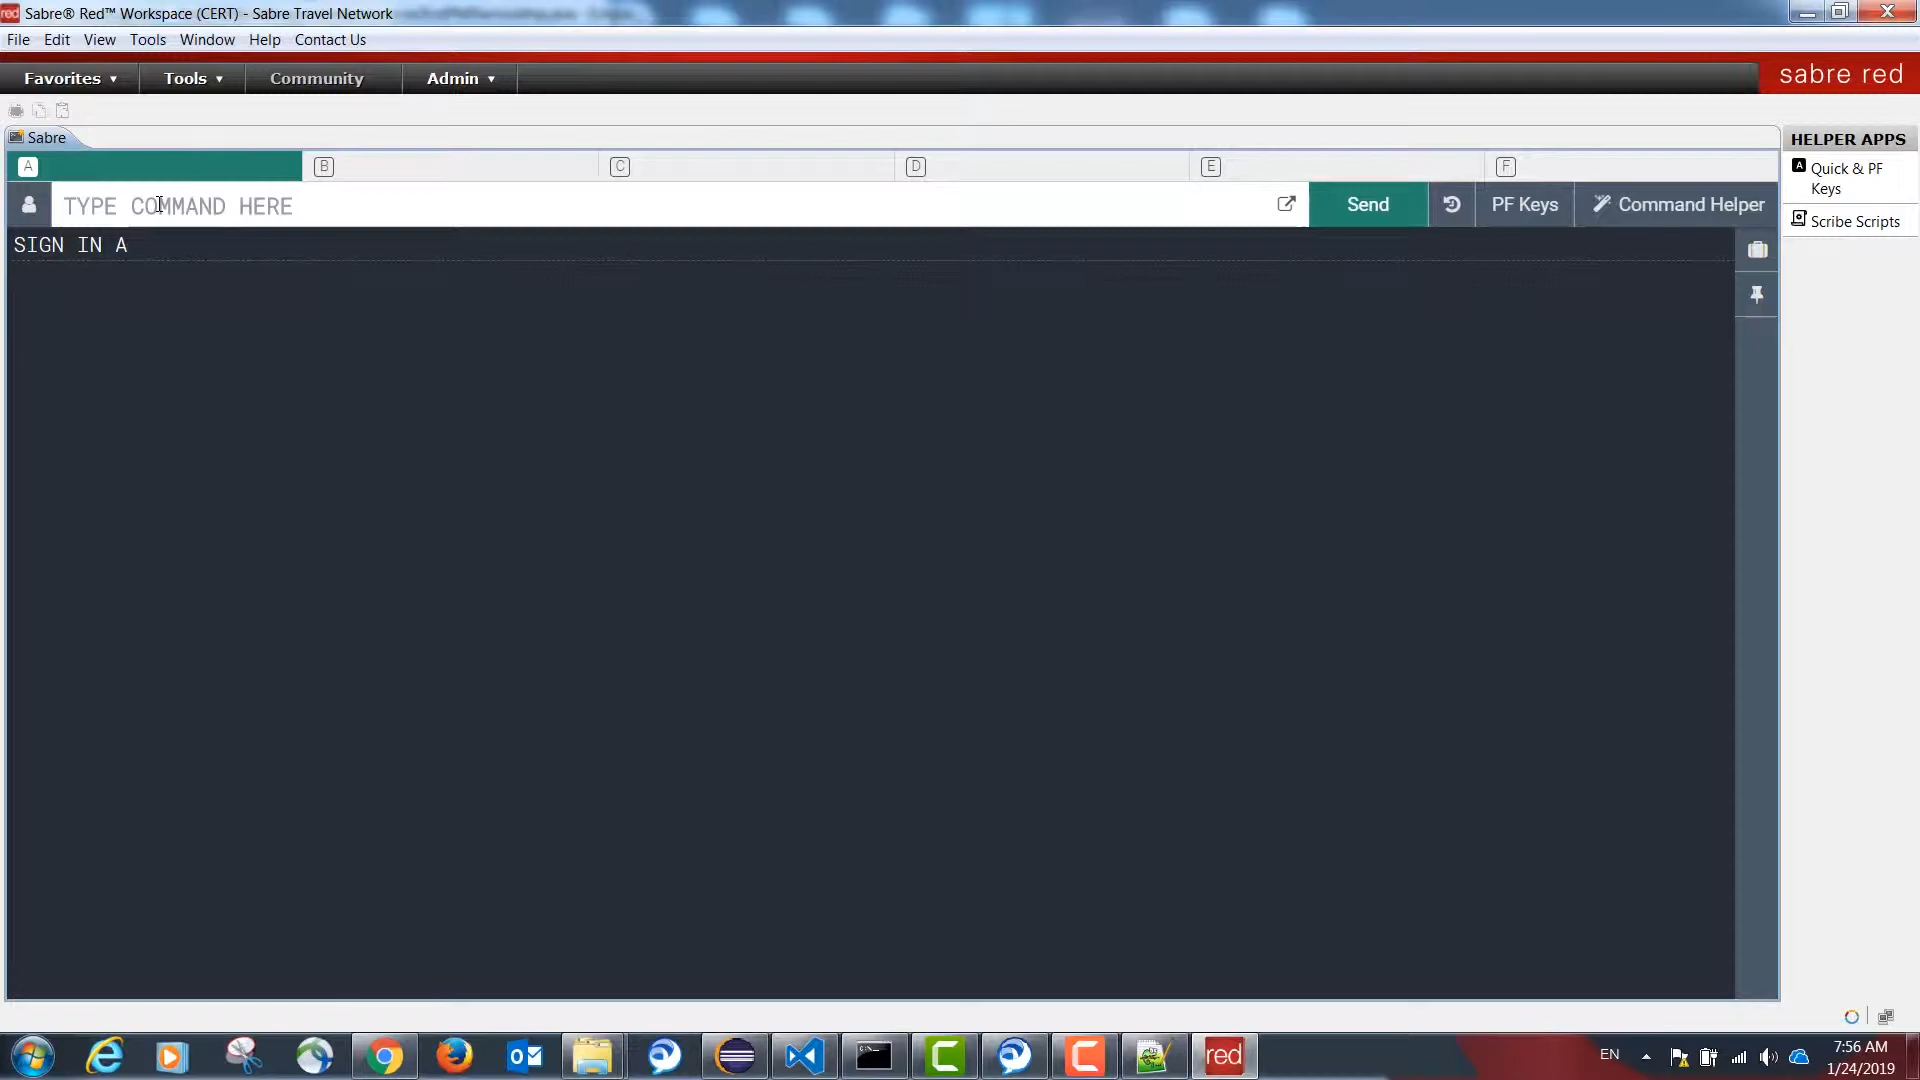 red Sabre® Red™ Workspace (CERT) - Sabre Travel Network
File Edit View Tools Window Help Contact Us
Favorites Tools Community Admin
sabre red
Sabre
HELPER APPS
A B C D E F
A Quick & PF
Keys
TYPE COMMAND HERE
Send PF Keys Command Helper
Scribe Scripts
SIGN IN A
red
EN
7:56 AM
1/24/2019